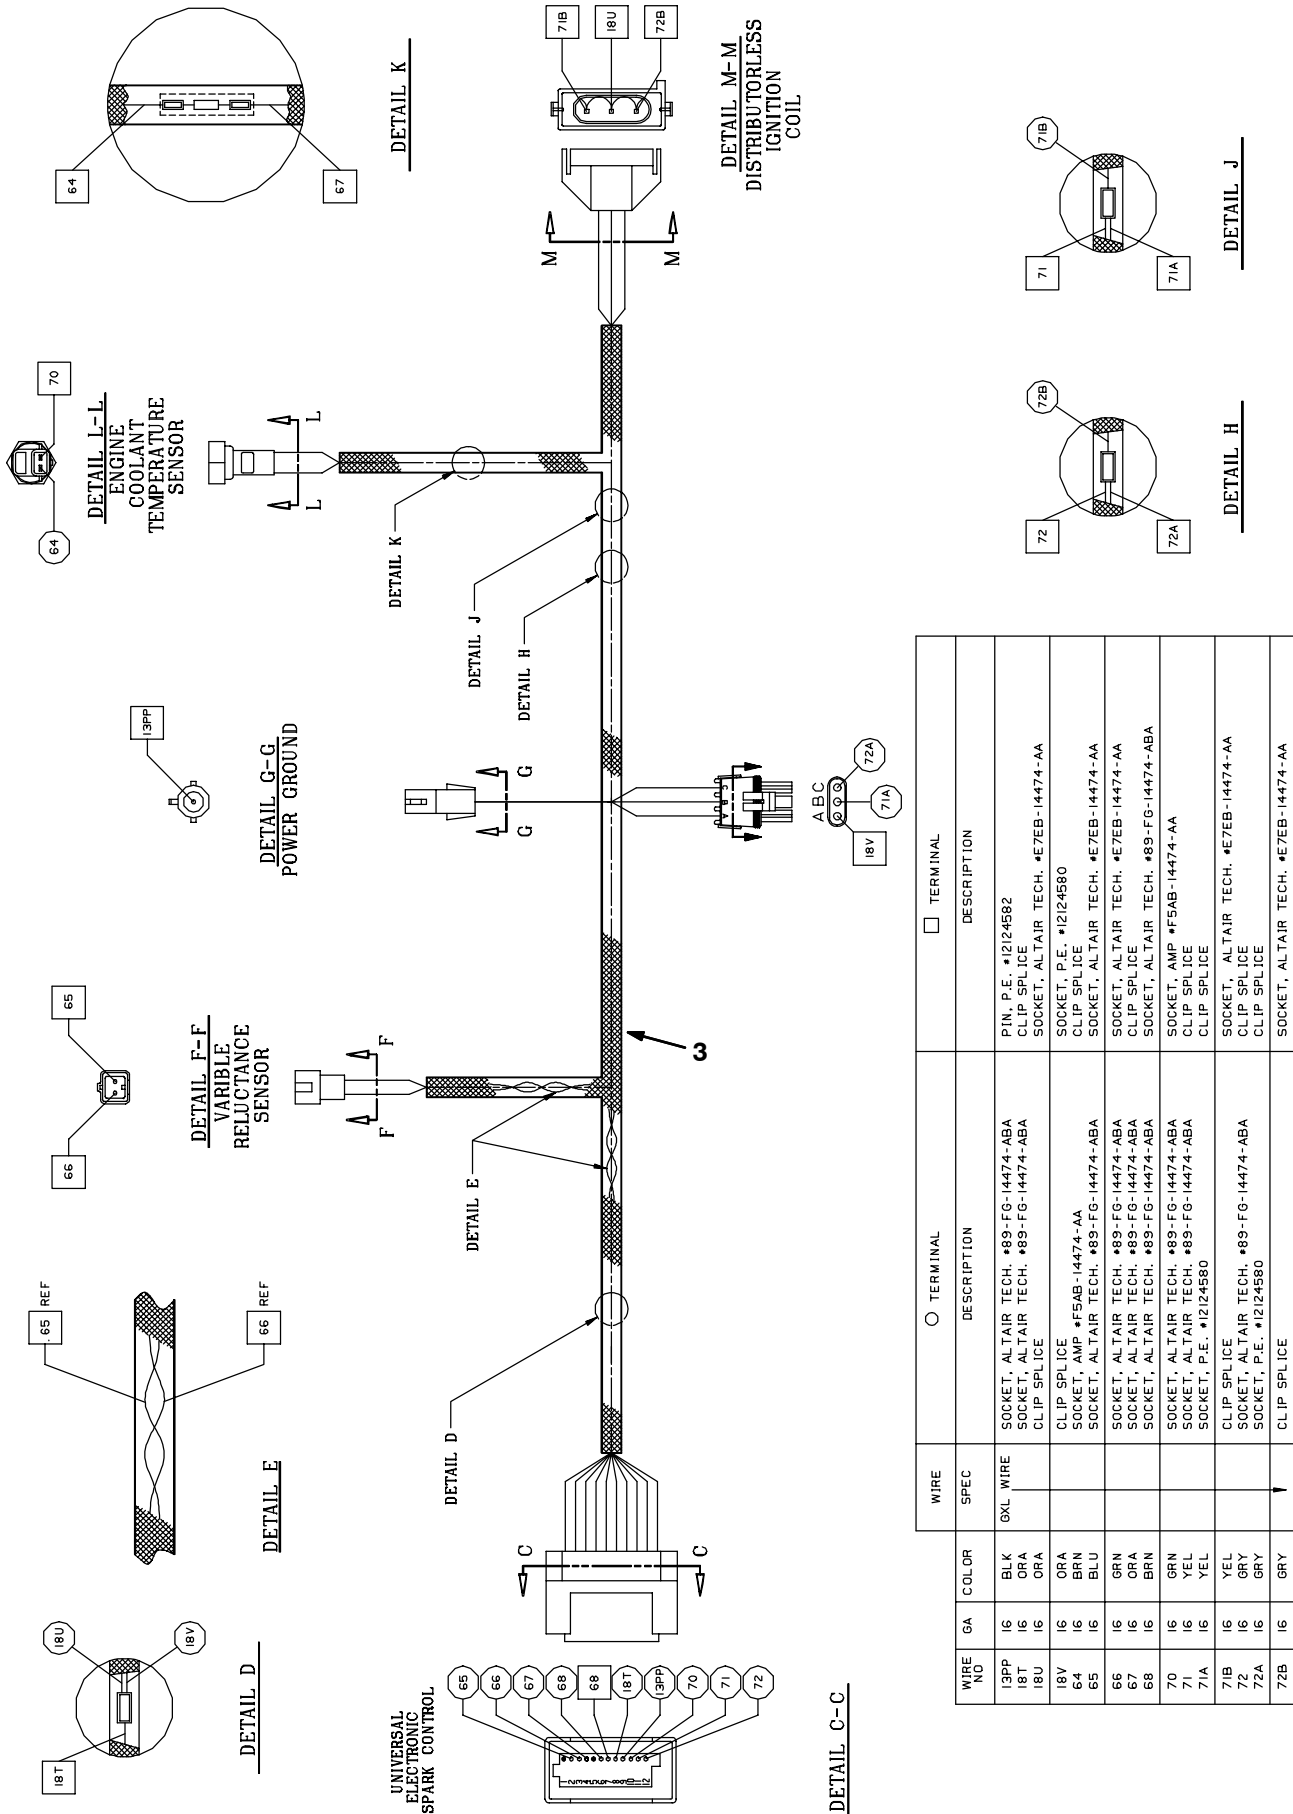 64
67
DETAIL K
71B
18U
72B
DETAIL M-M
DISTRIBUTORLESS
IGNITION
COIL
M
M
70
64
DETAIL L-L
ENGINE
COOLANT
TEMPERATURE
SENSOR
L
L
DETAIL K
DETAIL J
DETAIL H
71B
71
71A
DETAIL J
72B
72
72A
DETAIL H
13PP
DETAIL G-G
POWER GROUND
G
G
C
B
A
A B C
72A
71A
18V
65
66
DETAIL F-F
VARIBLE
RELUCTANCE
SENSOR
F
F
3
DETAIL E
65 REF
66 REF
DETAIL E
DETAIL D
18U
18V
18T
DETAIL D
C
C
UNIVERSAL
ELECTRONIC
SPARK CONTROL
1
2
3
4
5
6
7
8
9
10
11
12
65
66
67
68
68
18T
13PP
70
71
72
DETAIL C-C
WIRE ○ TERMINAL □ TERMINAL
WIRE NO GA COLOR SPEC DESCRIPTION DESCRIPTION
13PP 16 BLK GXL WIRE SOCKET, ALTAIR TECH. #89-FG-14474-ABA PIN, P.E. #12124582
18T 16 ORA SOCKET, ALTAIR TECH. #89-FG-14474-ABA CLIP SPLICE
18U 16 ORA CLIP SPLICE SOCKET, ALTAIR TECH. #E7EB-14474-AA
18V 16 ORA CLIP SPLICE SOCKET, P.E. #12124580
64 16 BRN SOCKET, AMP #F5AB-14474-AA CLIP SPLICE
65 16 BLU SOCKET, ALTAIR TECH. #89-FG-14474-ABA SOCKET, ALTAIR TECH. #E7EB-14474-AA
66 16 GRN SOCKET, ALTAIR TECH. #89-FG-14474-ABA SOCKET, ALTAIR TECH. #E7EB-14474-AA
67 16 ORA SOCKET, ALTAIR TECH. #89-FG-14474-ABA CLIP SPLICE
68 16 BRN SOCKET, ALTAIR TECH. #89-FG-14474-ABA SOCKET, ALTAIR TECH. #89-FG-14474-ABA
70 16 GRN SOCKET, ALTAIR TECH. #89-FG-14474-ABA SOCKET, AMP #F5AB-14474-AA
71 16 YEL SOCKET, ALTAIR TECH. #89-FG-14474-ABA CLIP SPLICE
71A 16 YEL SOCKET, P.E. #12124580 CLIP SPLICE
71B 16 YEL CLIP SPLICE SOCKET, ALTAIR TECH. #E7EB-14474-AA
72 16 GRY SOCKET, ALTAIR TECH. #89-FG-14474-ABA CLIP SPLICE
72A 16 GRY SOCKET, P.E. #12124580 CLIP SPLICE
72B 16 GRY CLIP SPLICE SOCKET, ALTAIR TECH. #E7EB-14474-AA